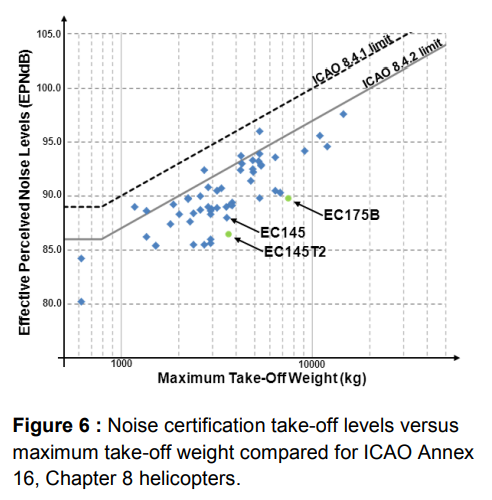 105.0
100.0
95.0
90.0
85.0
80.0
Effective Perceived Noise Levels (EPNdB)
ICAO 8.4.1 limit
ICAO 8.4.2 limit
EC175B
EC145
EC145T2
1000
10000
Maximum Take-Off Weight (kg)
Figure 6 : Noise certification take-off levels versus
maximum take-off weight compared for ICAO Annex
16, Chapter 8 helicopters.